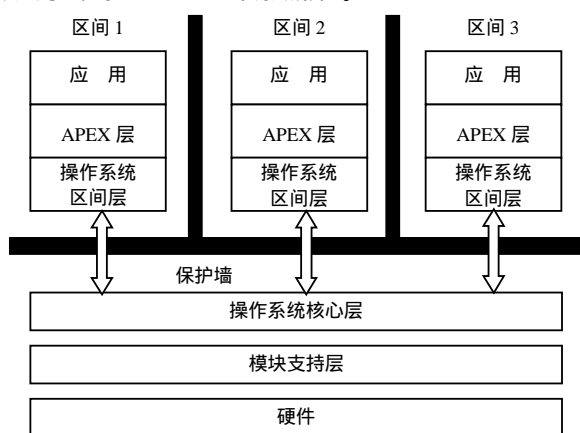 区间 1 区间 2 区间 3
应 用 应 用 应 用
APEX 层 APEX 层 APEX 层
操作系统 操作系统 操作系统
区间层 区间层 区间层
保护墙
操作系统核心层
模块支持层
硬件